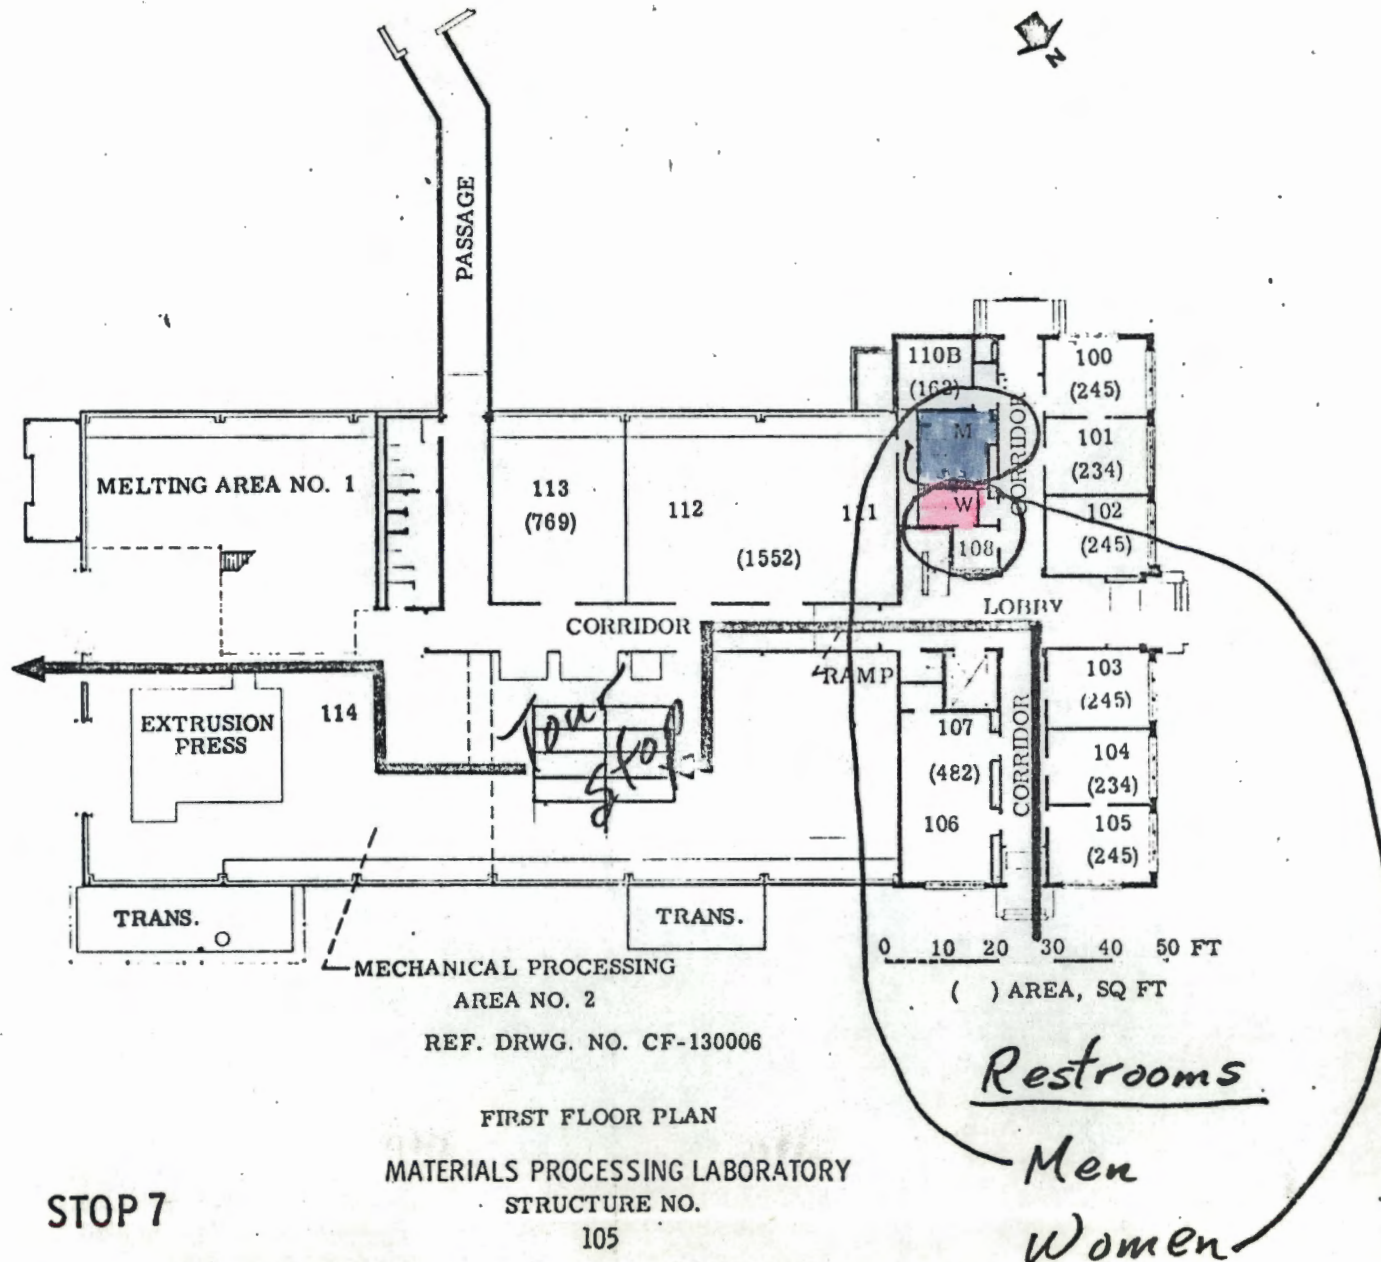 N
PASSAGE
110B
(162)
100
(245)
M
CORRIDOR
101
(234)
MELTING AREA NO. 1
113
(769)
112
111
(1552)
W
102
(245)
108
LOBBY
CORRIDOR
RAMP
103
(245)
114
EXTRUSION
PRESS
Tour
Stop
107
(482)
CORRIDOR
104
(234)
106
105
(245)
TRANS.
TRANS.
0 10 20 30 40 50 FT
( ) AREA, SQ FT
MECHANICAL PROCESSING
AREA NO. 2
REF. DRWG. NO. CF-130006
Restrooms
FIRST FLOOR PLAN
MATERIALS PROCESSING LABORATORY
STRUCTURE NO.
105
Men
Women
STOP 7